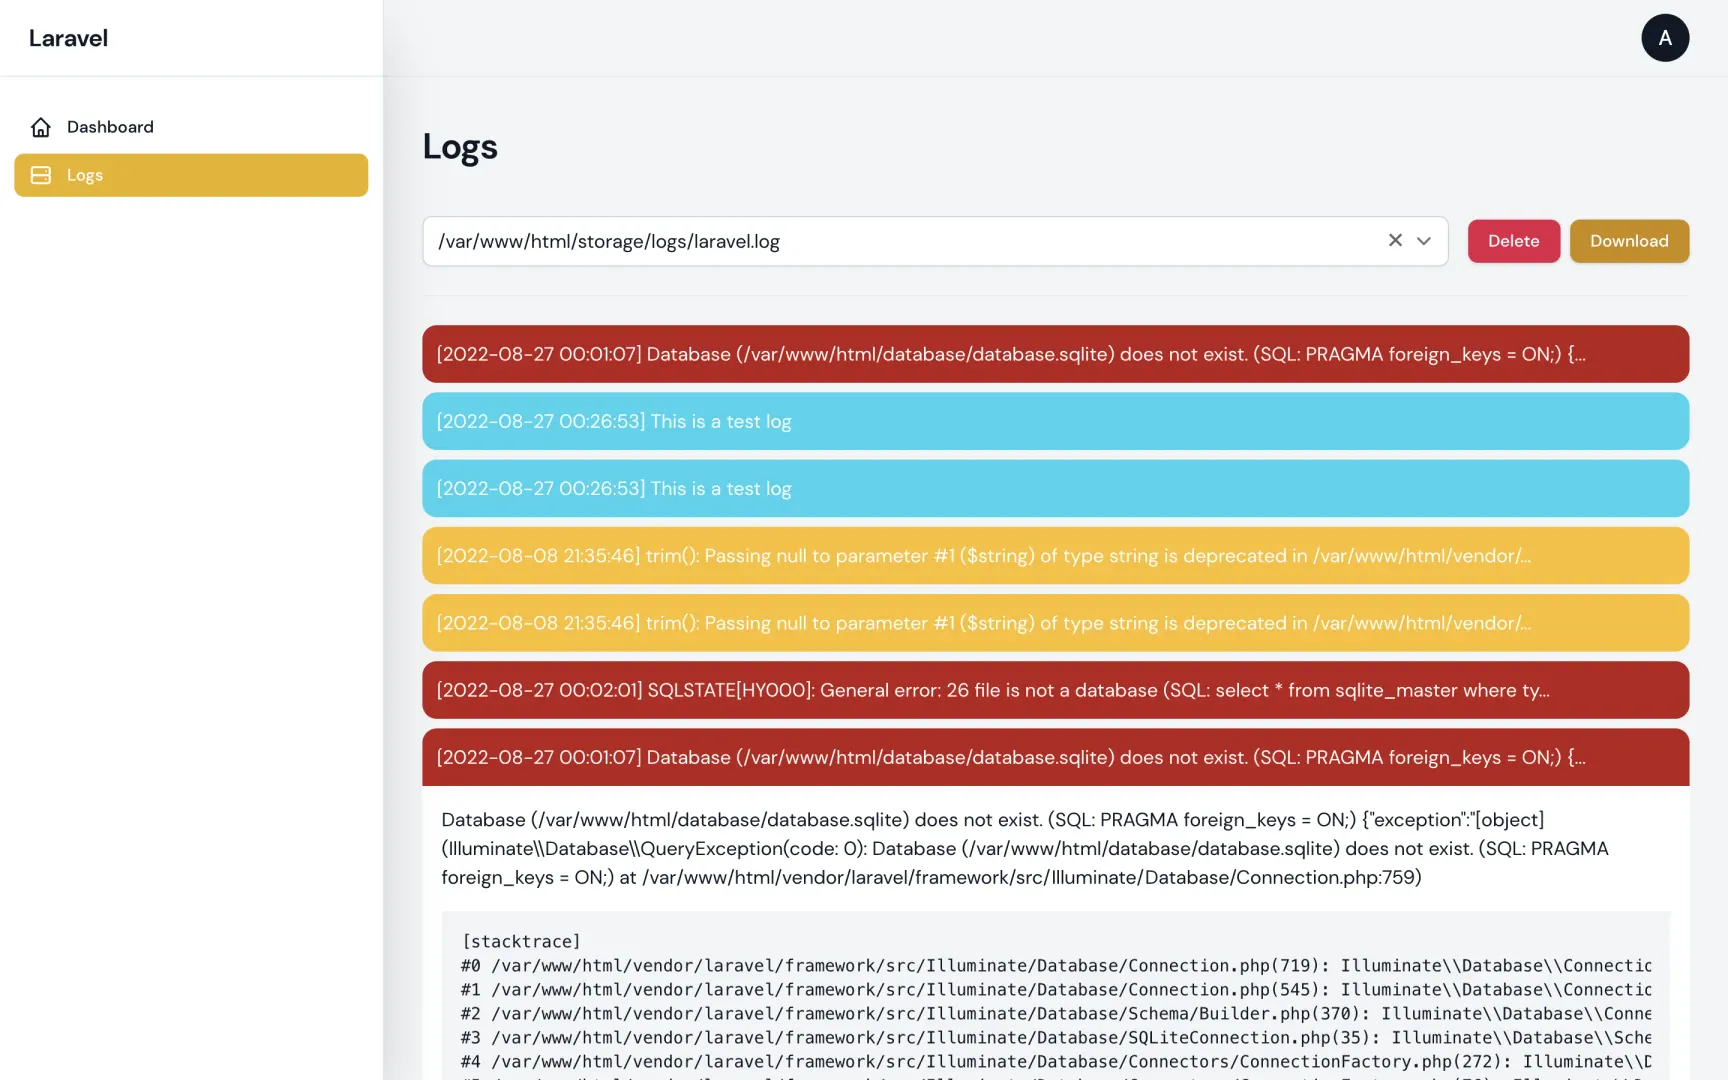 Laravel
A
Dashboard
Logs
Logs
/var/www/html/storage/logs/laravel.log
Delete
Download
[2022-08-27 00:01:07] Database (/var/www/html/database/database.sqlite) does not exist. (SQL: PRAGMA foreign_keys = ON;) {...
[2022-08-27 00:26:53] This is a test log
[2022-08-27 00:26:53] This is a test log
[2022-08-08 21:35:46] trim(): Passing null to parameter #1 ($string) of type string is deprecated in /var/www/html/vendor/...
[2022-08-08 21:35:46] trim(): Passing null to parameter #1 ($string) of type string is deprecated in /var/www/html/vendor/...
[2022-08-27 00:02:01] SQLSTATE[HY000]: General error: 26 file is not a database (SQL: select * from sqlite_master where ty...
[2022-08-27 00:01:07] Database (/var/www/html/database/database.sqlite) does not exist. (SQL: PRAGMA foreign_keys = ON;) {...
Database (/var/www/html/database/database.sqlite) does not exist. (SQL: PRAGMA foreign_keys = ON;) {"exception":"[object]
(Illuminate\\Database\\QueryException(code: 0): Database (/var/www/html/database/database.sqlite) does not exist. (SQL: PRAGMA
foreign_keys = ON;) at /var/www/html/vendor/laravel/framework/src/Illuminate/Database/Connection.php:759)
[stacktrace]
#0 /var/www/html/vendor/laravel/framework/src/Illuminate/Database/Connection.php(719): Illuminate\\Database\\Connectio
#1 /var/www/html/vendor/laravel/framework/src/Illuminate/Database/Connection.php(545): Illuminate\\Database\\Connectio
#2 /var/www/html/vendor/laravel/framework/src/Illuminate/Database/Schema/Builder.php(370): Illuminate\\Database\\Conne
#3 /var/www/html/vendor/laravel/framework/src/Illuminate/Database/SQLiteConnection.php(35): Illuminate\\Database\\Sche
#4 /var/www/html/vendor/laravel/framework/src/Illuminate/Database/Connectors/ConnectionFactory.php(272): Illuminate\\D